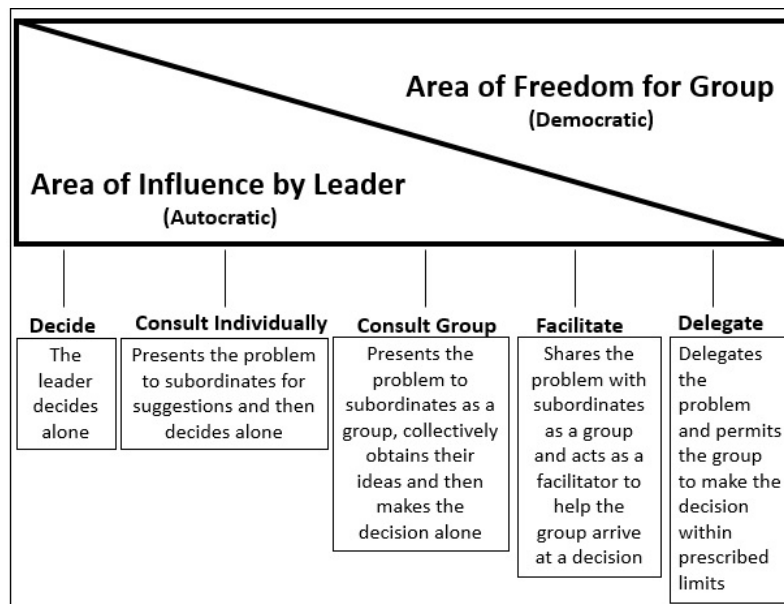 Area of Freedom for Group
(Democratic)
Area of Influence by Leader
(Autocratic)
Decide
The
leader
decides
alone
Consult Individually
Presents the problem
to subordinates for
suggestions and then
decides alone
Consult Group
Presents the
problem to
subordinates as a
group, collectively
obtains their
ideas and then
makes the
decision alone
Facilitate
Shares the
problem with
subordinates
as a group
and acts as a
facilitator to
help the
group arrive
at a decision
Delegate
Delegates
the
problem
and permits
the group
to make the
decision
within
prescribed
limits